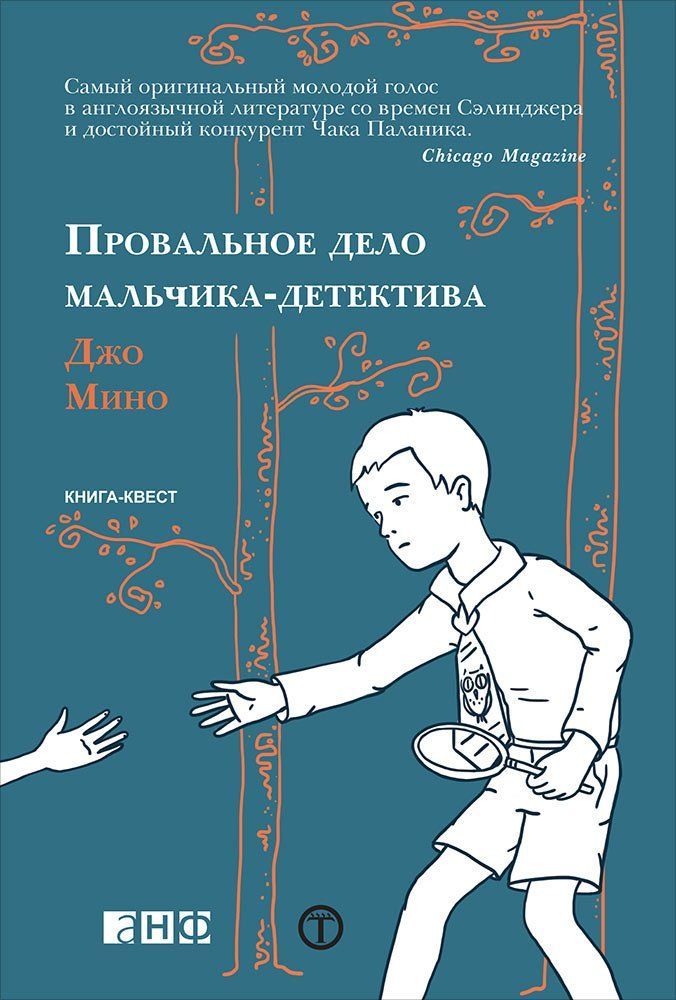 Самый оригинальный молодой голос
в англоязычной литературе со времен Сэлинджера
и достойный конкурент Чака Паланика.
Chicago Magazine
Провальное дело
мальчика-детектива
Джо
Мино
КНИГА-КВЕСТ
анф
Т